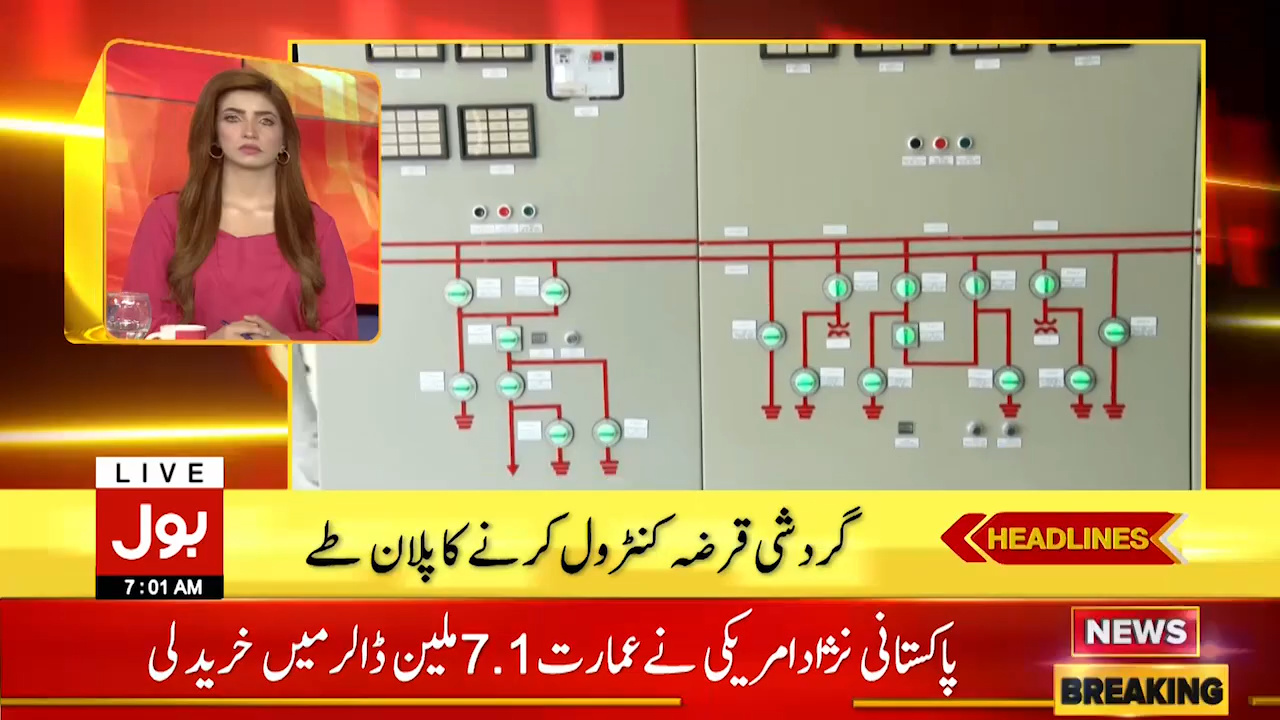 LIVE
بول
7:01 AM
گردشی قرضہ کنٹرول کرنے کا پلان طے
HEADLINES
پاکستانی نژاد امریکی نے عمارت 7.1 ملین ڈالر میں خرید لی
NEWS
BREAKING